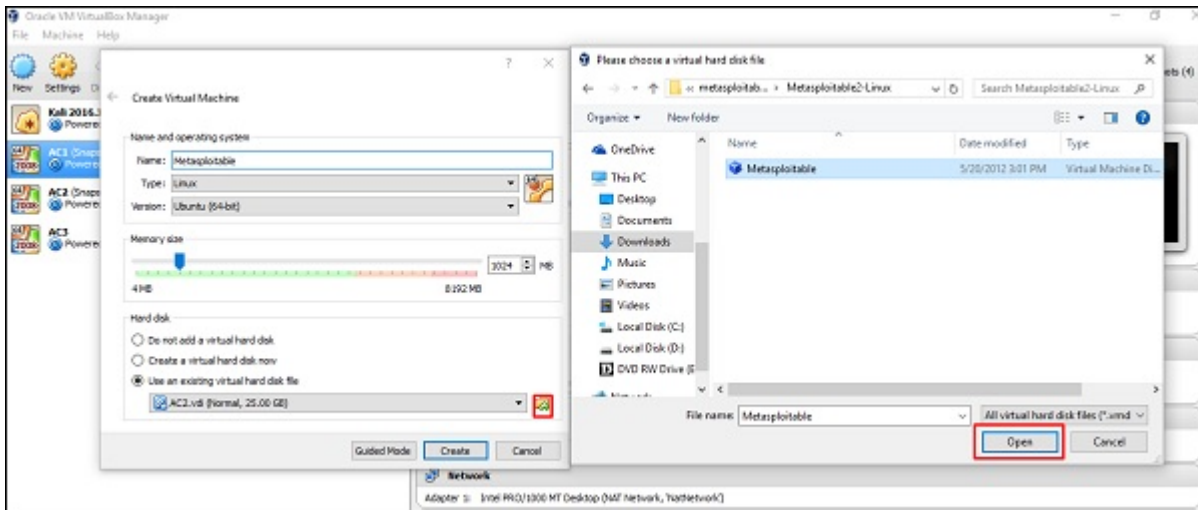 Oracle VM VirtualBox Manager
File Machine Help
New Settings
Kali 2016.
Powere
AC1 (Snaps
Powere
AC2 (Snaps
Powere
AC3
Powere
? ×
Create Virtual Machine
Name and operating system
Name: Metasploitable
Type: Linux
Version: Ubuntu (64-bit)
Memory size
1024 MB
4 MB 8192 MB
Hard disk
Do not add a virtual hard disk
Create a virtual hard disk now
Use an existing virtual hard disk file
AC2.vdi (Normal, 25.00 GB)
Guided Mode Create Cancel
Please choose a virtual hard disk file
« metasploitab... › Metasploitable2-Linux
Search Metasploitable2-Linux
Organize New folder
Name Date modified Type
Metasploitable 5/20/2012 3:01 PM Virtual Machine Di...
OneDrive
This PC
Desktop
Documents
Downloads
Music
Pictures
Videos
Local Disk (C:)
Local Disk (D:)
DVD RW Drive (E
File name: Metasploitable All virtual hard disk files (*.vmd
Open Cancel
ots (4)
Network
Adapter 1: Intel PRO/1000 MT Desktop (NAT Network, 'NatNetwork')